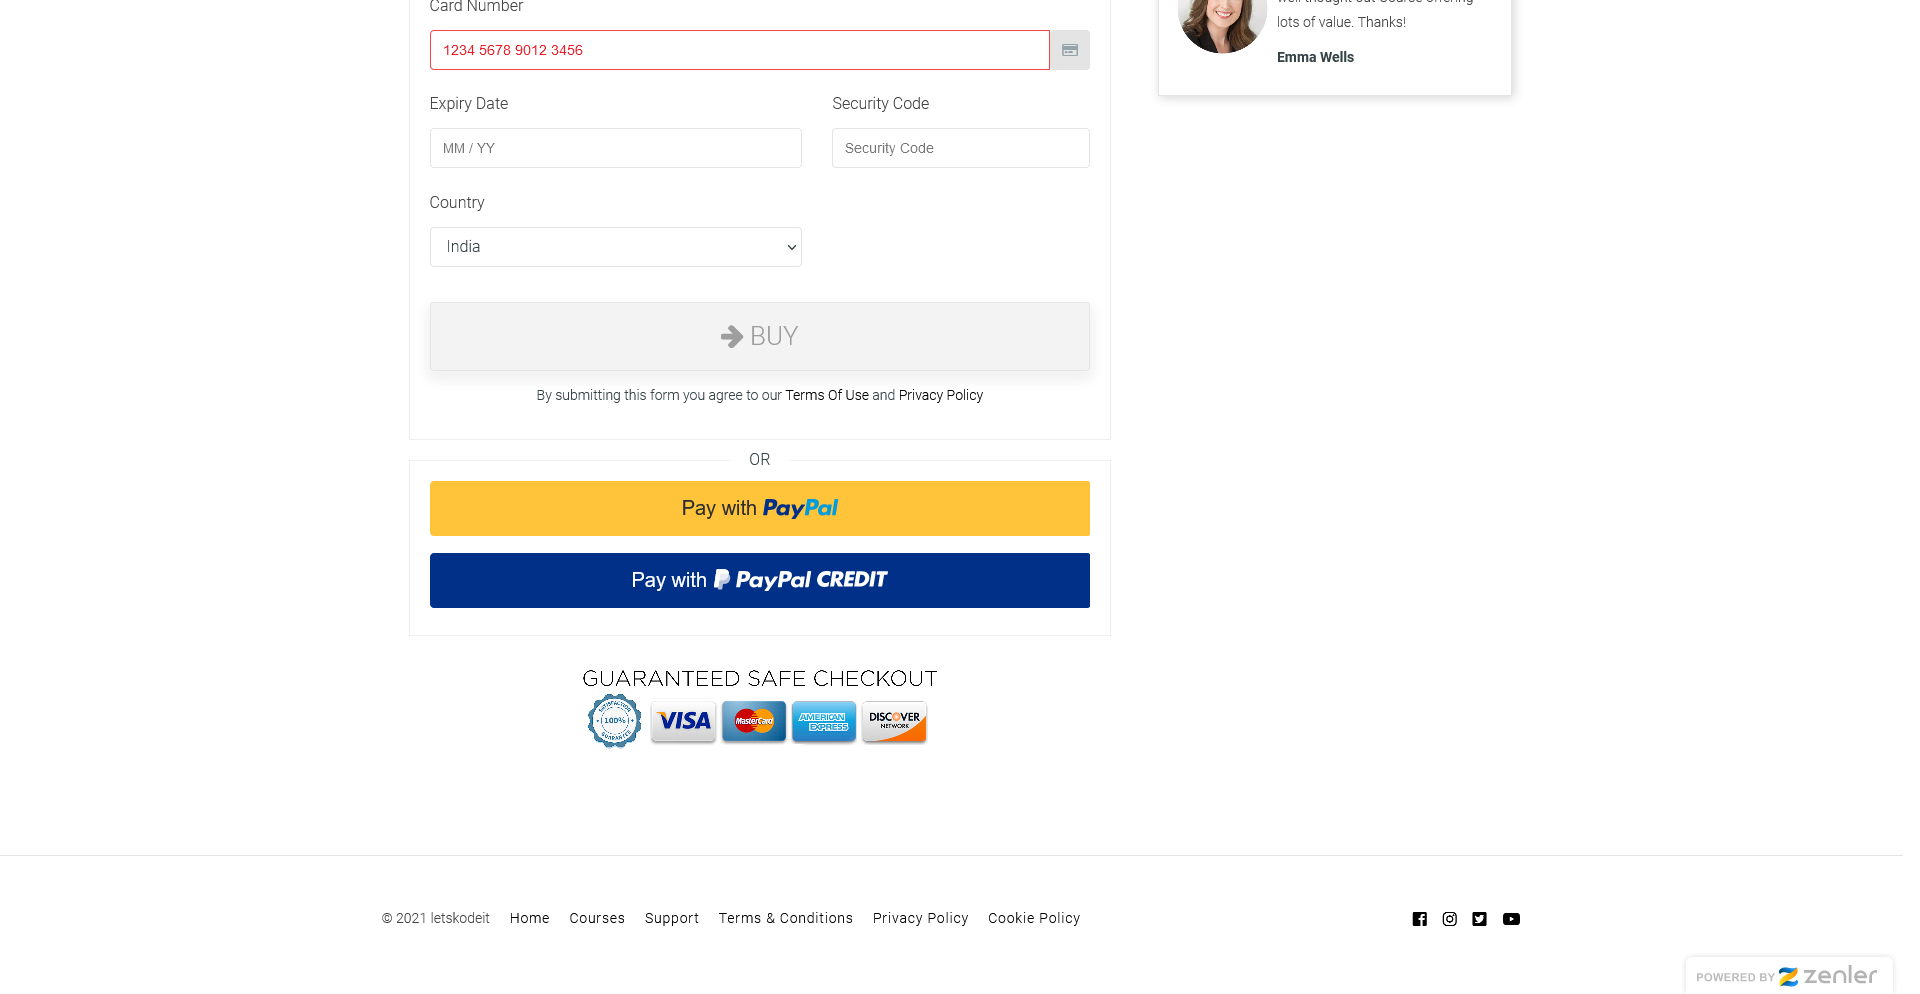 Card Number
lots of value. Thanks!
1234 5678 9012 3456
Emma Wells
Expiry Date
Security Code
MM / YY
Security Code
Country
India
BUY
By submitting this form you agree to our Terms Of Use and Privacy Policy
OR
Pay with PayPal
Pay with PayPal CREDIT
GUARANTEED SAFE CHECKOUT
SATISFACTION 100% GUARANTEE
VISA
MasterCard
AMERICAN EXPRESS
DISCOVER NETWORK
© 2021 letskodeit Home Courses Support Terms & Conditions Privacy Policy Cookie Policy
POWERED BY zenler